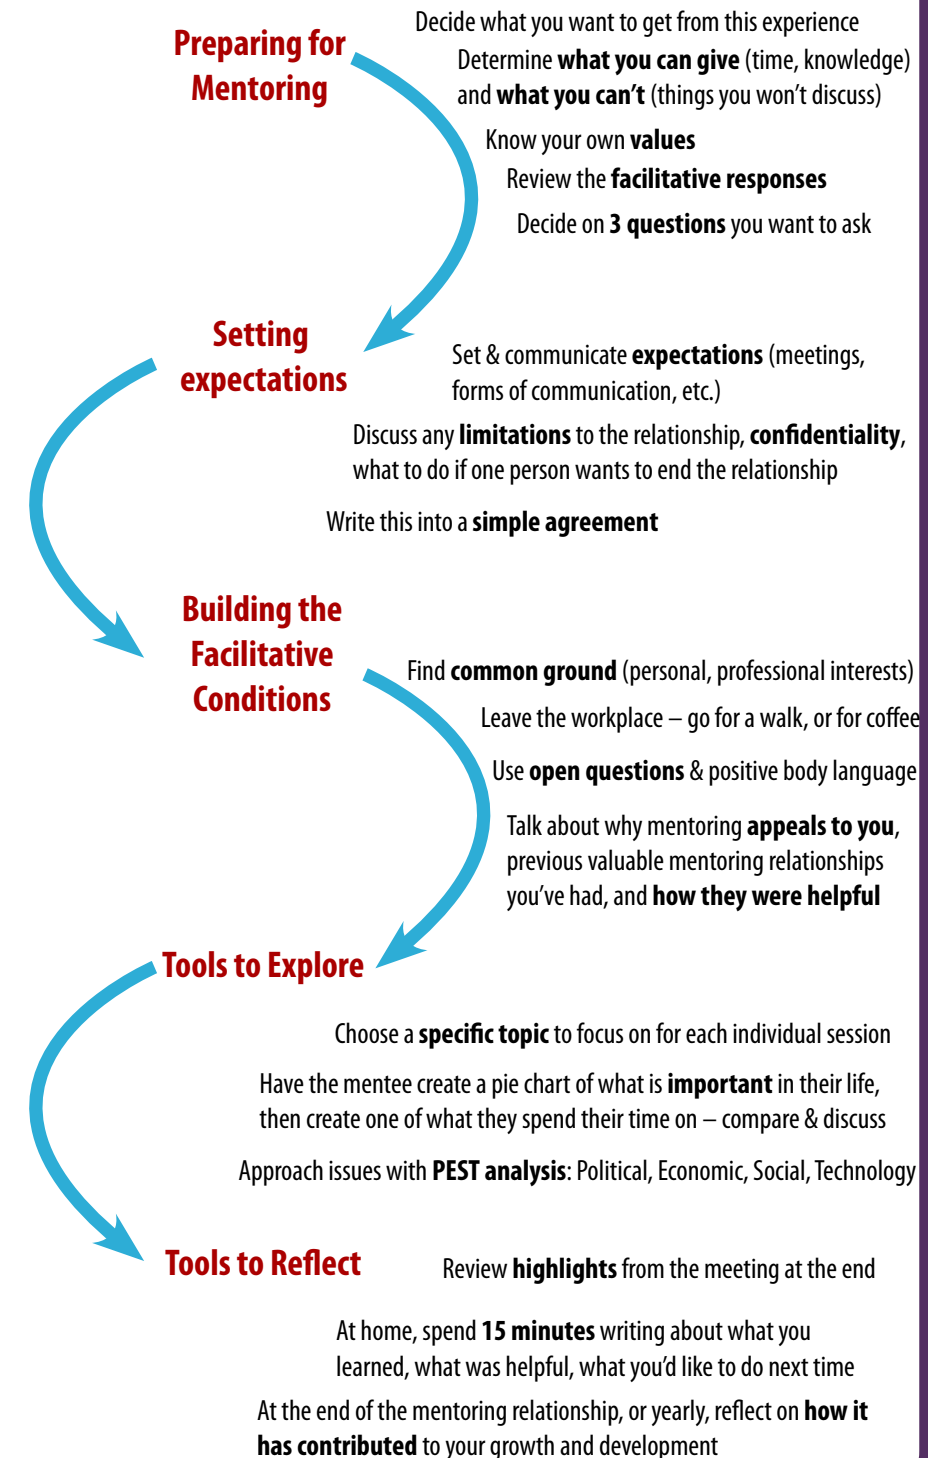 Preparing for
Mentoring
Decide what you want to get from this experience
Determine what you can give (time, knowledge)
and what you can't (things you won't discuss)
Know your own values
Review the facilitative responses
Decide on 3 questions you want to ask
Setting
expectations
Set & communicate expectations (meetings,
forms of communication, etc.)
Discuss any limitations to the relationship, confidentiality,
what to do if one person wants to end the relationship
Write this into a simple agreement
Building the
Facilitative
Conditions
Find common ground (personal, professional interests)
Leave the workplace – go for a walk, or for coffee
Use open questions & positive body language
Talk about why mentoring appeals to you,
previous valuable mentoring relationships
you've had, and how they were helpful
Tools to Explore
Choose a specific topic to focus on for each individual session
Have the mentee create a pie chart of what is important in their life,
then create one of what they spend their time on – compare & discuss
Approach issues with PEST analysis: Political, Economic, Social, Technology
Tools to Reflect
Review highlights from the meeting at the end
At home, spend 15 minutes writing about what you
learned, what was helpful, what you'd like to do next time
At the end of the mentoring relationship, or yearly, reflect on how it
has contributed to your growth and development